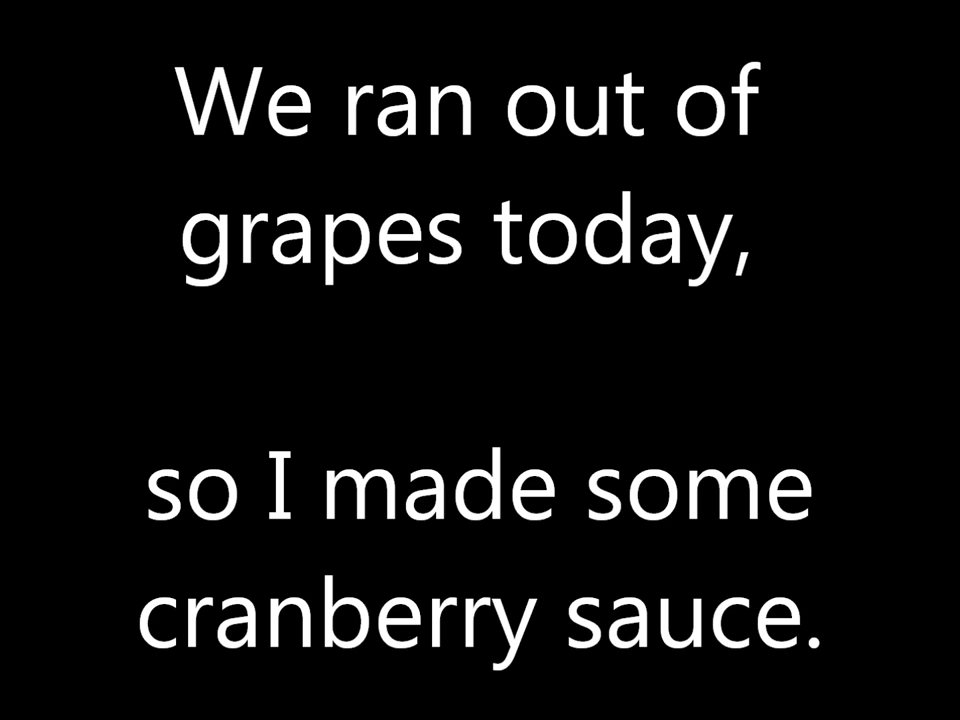 We ran out of
grapes today,
so I made some
cranberry sauce.